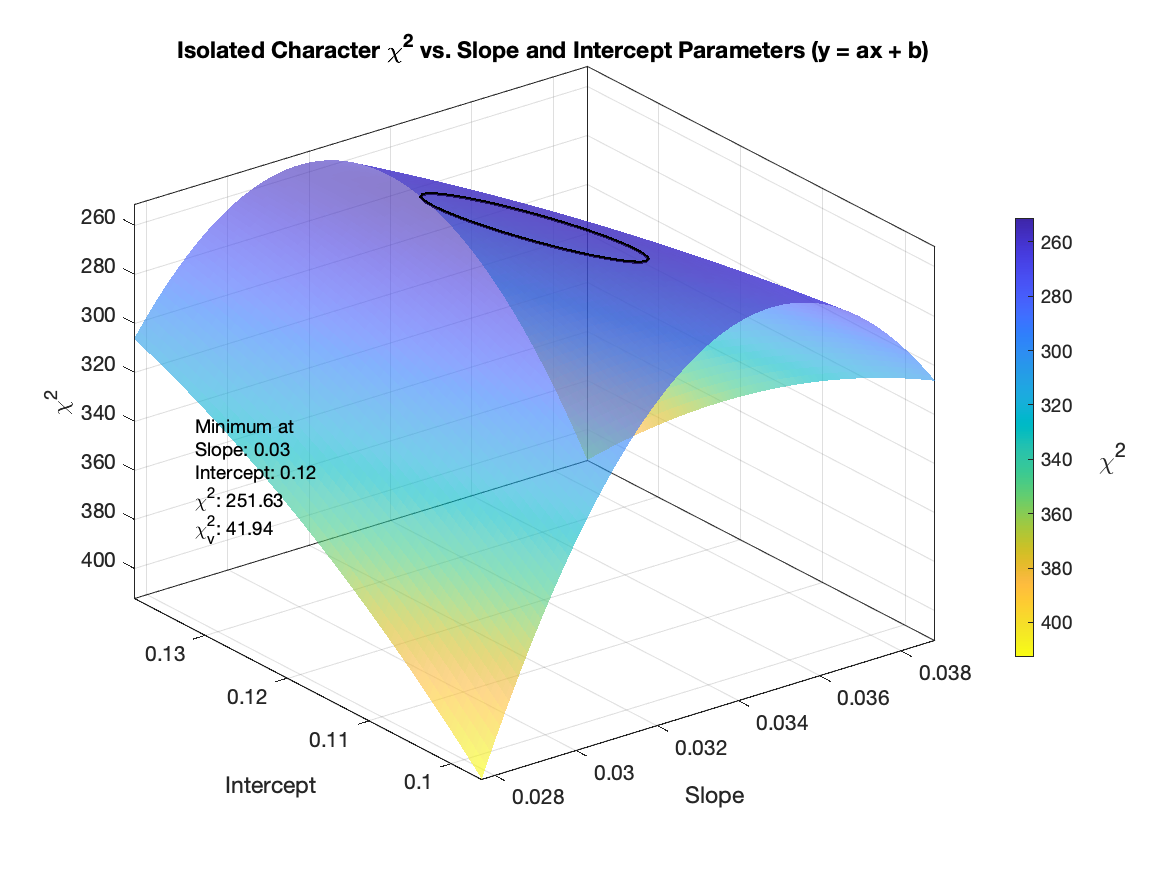 Isolated Character χ² vs. Slope and Intercept Parameters (y = ax + b)
260
280
300
320
340
360
380
400
χ²
Minimum at
Slope: 0.03
Intercept: 0.12
χ²: 251.63
χ²ᵥ: 41.94
0.13
0.12
0.11
0.1
Intercept
0.028
0.03
0.032
0.034
0.036
0.038
Slope
260
280
300
320
340
360
380
400
χ²